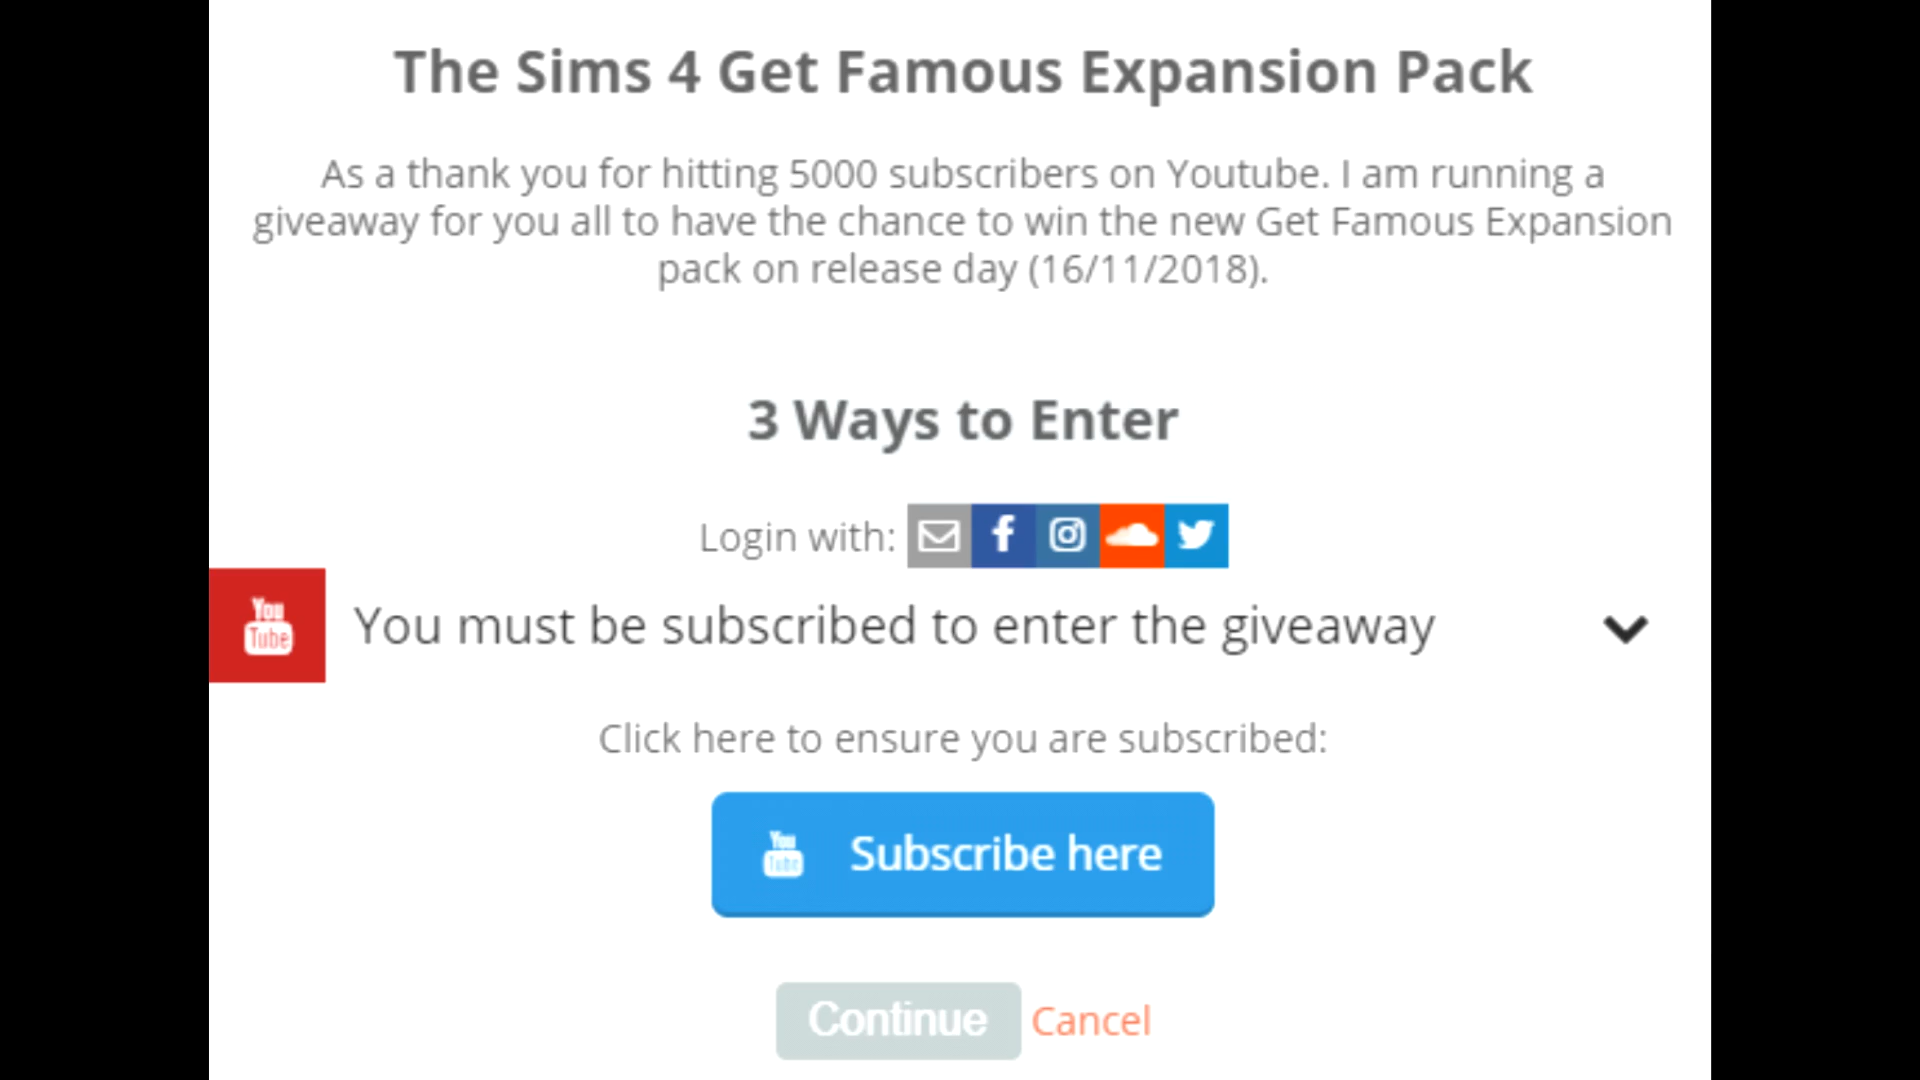 The Sims 4 Get Famous Expansion Pack
As a thank you for hitting 5000 subscribers on Youtube. I am running a
giveaway for you all to have the chance to win the new Get Famous Expansion
pack on release day (16/11/2018).
3 Ways to Enter
Login with:
You Tube
You must be subscribed to enter the giveaway
Click here to ensure you are subscribed:
You Tube Subscribe here
Continue Cancel